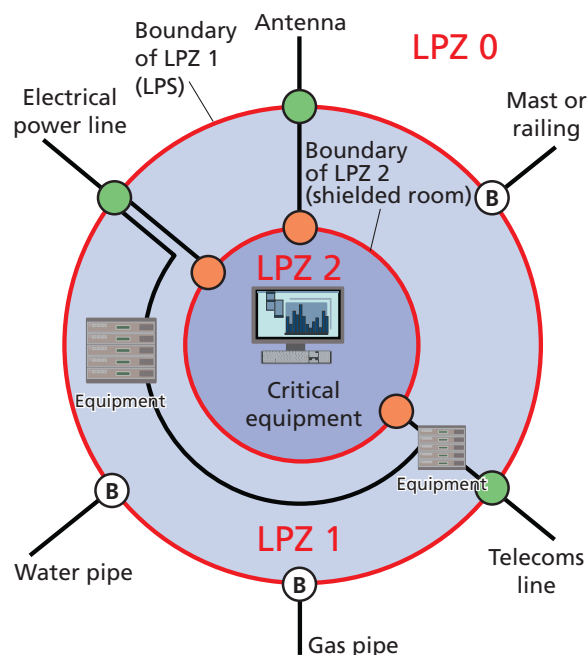 Antenna
LPZ 0
Boundary
of LPZ 1
(LPS)
Electrical
power line
Mast or
railing
Boundary
of LPZ 2
(shielded room)
B
LPZ 2
Critical
equipment
Equipment
Equipment
B
LPZ 1
Water pipe
B
Telecoms
line
Gas pipe